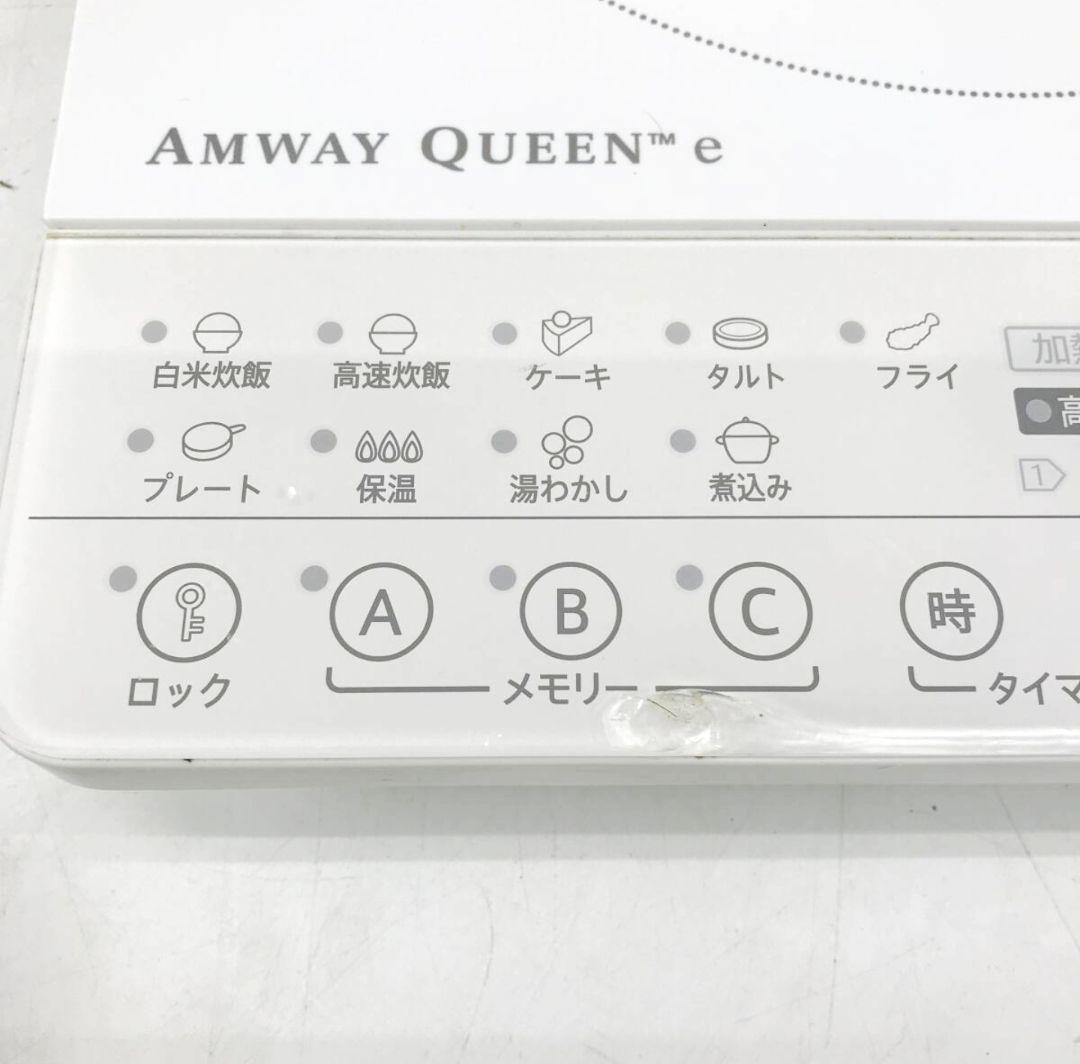 AMWAY QUEEN™ e
白米炊飯 高速炊飯 ケーキ タルト フライ
プレート 保温 湯わかし 煮込み
1
A B C 時
ロック メモリー